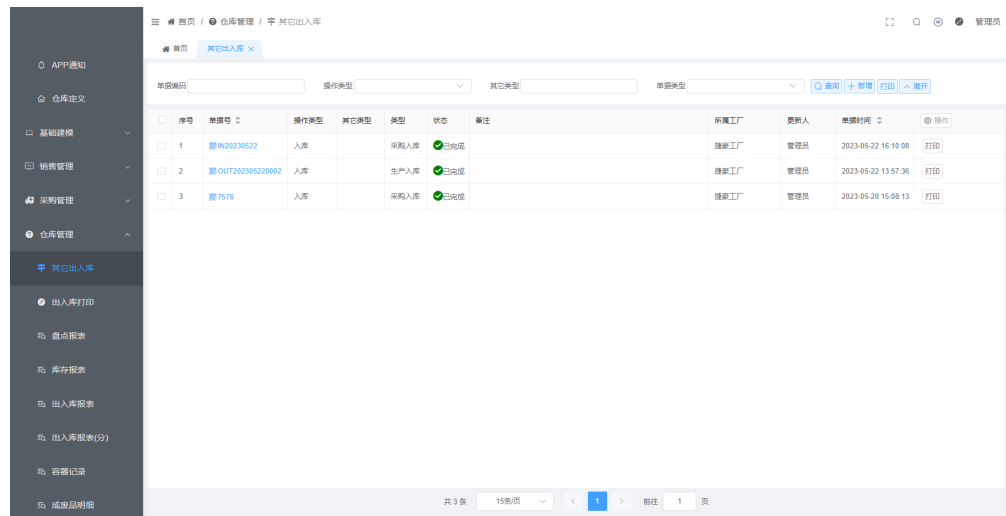 首页 / 仓库管理 / 其它出入库
管理员
首页
其它出入库
APP通知
仓库定义
基础建模
销售管理
采购管理
仓库管理
其它出入库
出入库打印
盘点报表
库存报表
出入库报表
出入库报表(分)
容器记录
成废品明细
单据编码 操作类型 其它类型 单据类型 查询 新增 打印 展开
序号 单据号 操作类型 其它类型 类型 状态 备注 所属工厂 更新人 单据时间 操作
1 IN20230522 入库 采购入库 已完成 捷豪工厂 管理员 2023-05-22 16:10:08 打印
2 OUT202305220002 入库 生产入库 已完成 捷豪工厂 管理员 2023-05-22 13:57:36 打印
3 7576 入库 采购入库 已完成 捷豪工厂 管理员 2023-05-20 15:08:13 打印
共 3 条 15条/页 1 前往 1 页